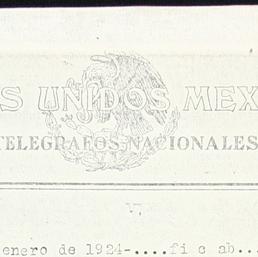 S UNIDOS MEX
TELEGRAFOS NACIONALES
enero de 1924-....fi c ab...